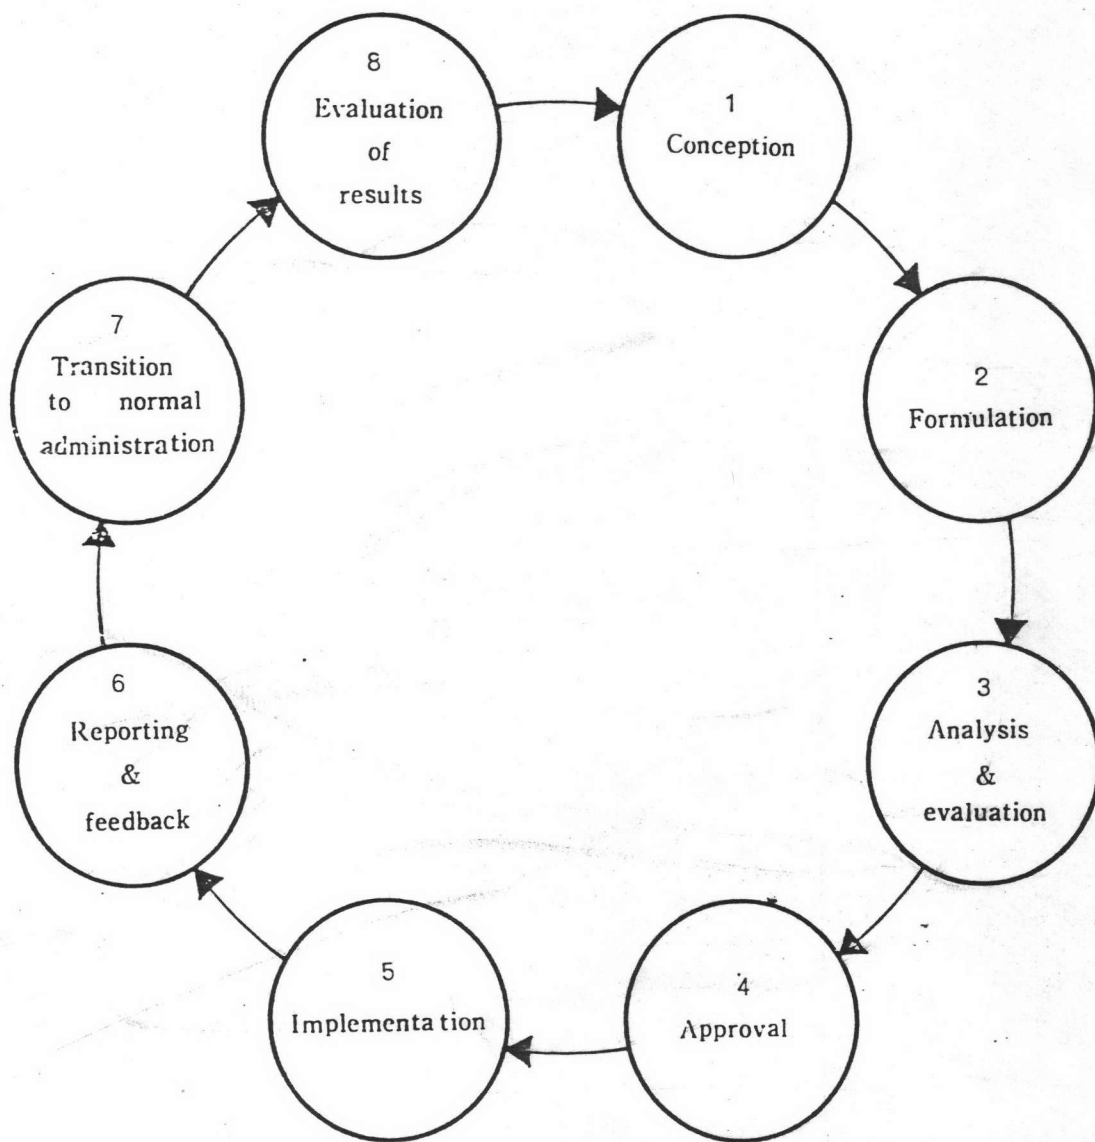 1
Conception
2
Formulation
3
Analysis
&
evaluation
4
Approval
5
Implementation
6
Reporting
&
feedback
7
Transition
to normal
administration
8
Evaluation
of
results